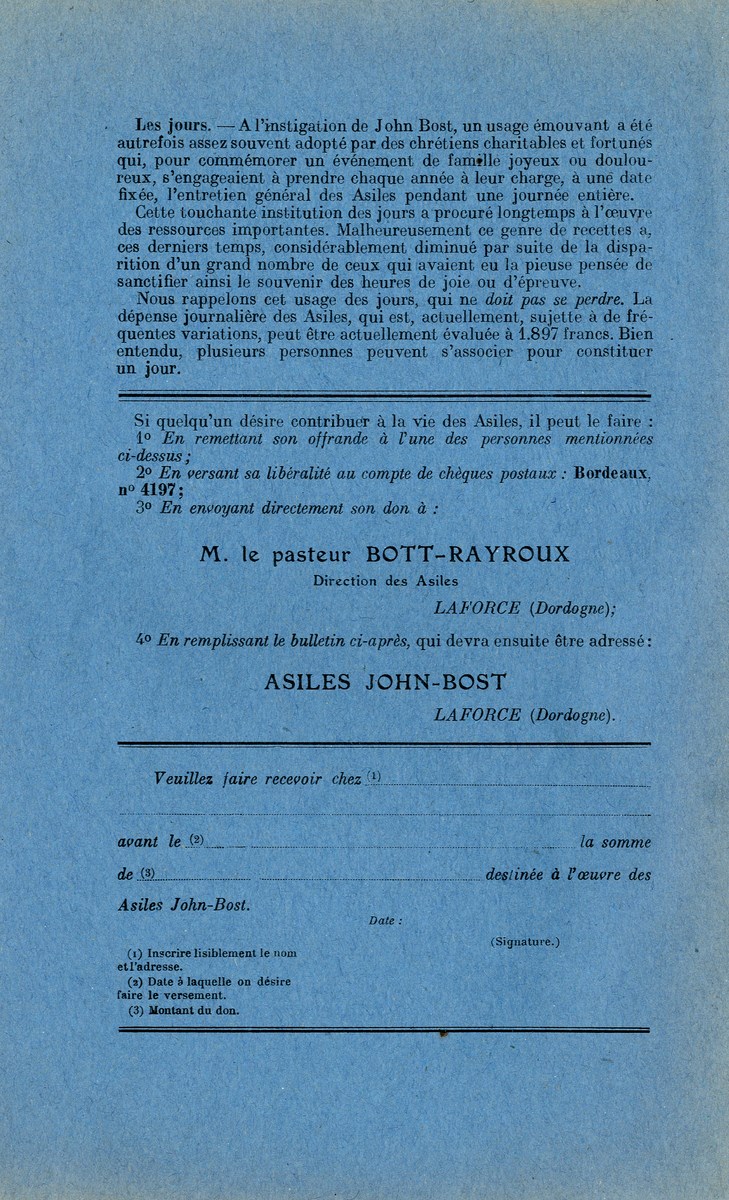 Les jours. — A l'instigation de John Bost, un usage émouvant a été
autrefois assez souvent adopté par des chrétiens charitables et fortunés
qui, pour commémorer un événement de famille joyeux ou doulou-
reux, s'engageaient à prendre chaque année à leur charge, à une date
fixée, l'entretien général des Asiles pendant une journée entière.
Cette touchante institution des jours a procuré longtemps à l'œuvre
des ressources importantes. Malheureusement ce genre de recettes a,
ces derniers temps, considérablement diminué par suite de la dispa-
rition d'un grand nombre de ceux qui avaient eu la pieuse pensée de
sanctifier ainsi le souvenir des heures de joie ou d'épreuve.
Nous rappelons cet usage des jours, qui ne doit pas se perdre. La
dépense journalière des Asiles, qui est, actuellement, sujette à de fré-
quentes variations, peut être actuellement évaluée à 1.897 francs. Bien
entendu, plusieurs personnes peuvent s'associer pour constituer
un jour.
Si quelqu'un désire contribuer à la vie des Asiles, il peut le faire :
1º En remettant son offrande à l'une des personnes mentionnées
ci-dessus ;
2º En versant sa libéralité au compte de chèques postaux : Bordeaux,
nº 4197 ;
3º En envoyant directement son don à :
M. le pasteur BOTT-RAYROUX
Direction des Asiles
LAFORCE (Dordogne);
4º En remplissant le bulletin ci-après, qui devra ensuite être adressé :
ASILES JOHN-BOST
LAFORCE (Dordogne).
Veuillez faire recevoir chez (1)
avant le (2) la somme
de (3) destinée à l'œuvre des
Asiles John-Bost.
Date :
(Signature.)
(1) Inscrire lisiblement le nom
et l'adresse.
(2) Date à laquelle on désire
faire le versement.
(3) Montant du don.